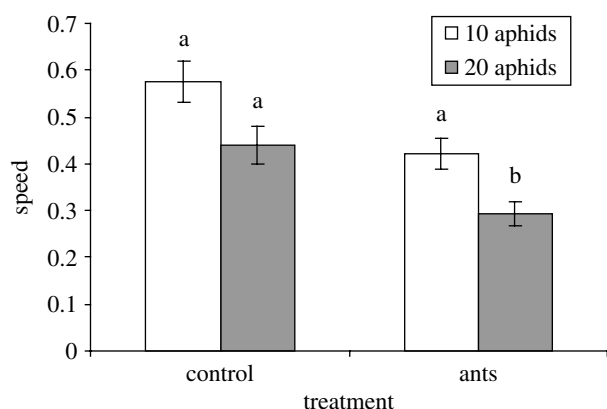 0.7
0.6
0.5
0.4
0.3
0.2
0.1
0
speed
10 aphids
20 aphids
a
a
a
b
control
ants
treatment